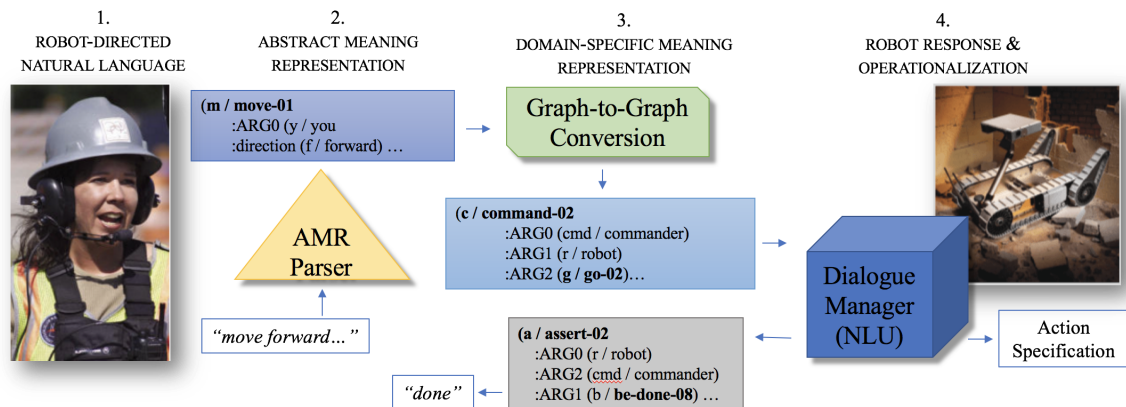 1.
ROBOT-DIRECTED
NATURAL LANGUAGE
2.
ABSTRACT MEANING
REPRESENTATION
3.
DOMAIN-SPECIFIC MEANING
REPRESENTATION
4.
ROBOT RESPONSE &
OPERATIONALIZATION
(m / move-01
:ARG0 (y / you
:direction (f / forward) …
AMR
Parser
“move forward…”
Graph-to-Graph
Conversion
(c / command-02
:ARG0 (cmd / commander)
:ARG1 (r / robot)
:ARG2 (g / go-02)…
Dialogue
Manager
(NLU)
Action
Specification
(a / assert-02
:ARG0 (r / robot)
:ARG2 (cmd / commander)
:ARG1 (b / be-done-08) …
“done”